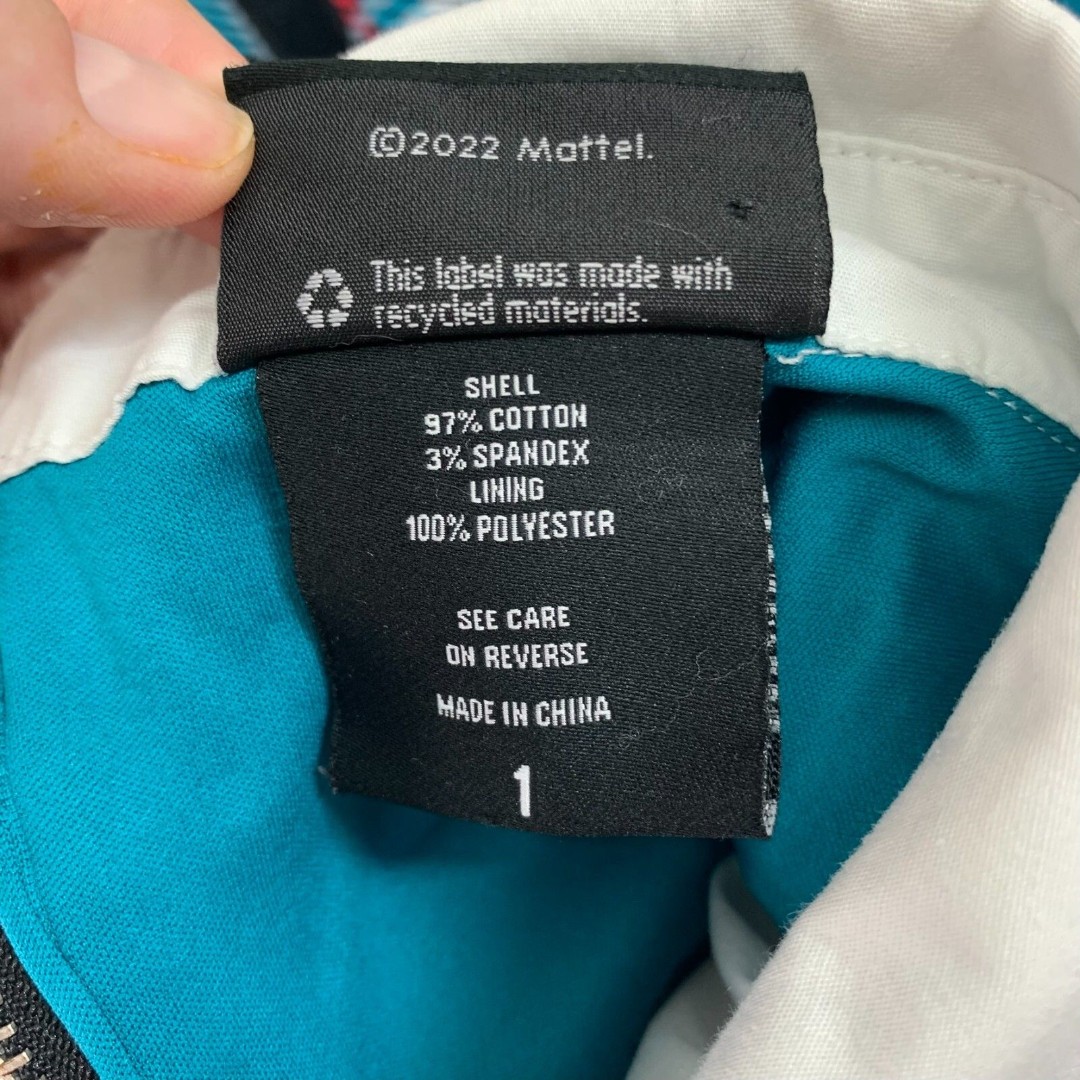 ©2022 Mattel.
This label was made with
recycled materials.
SHELL
97% COTTON
3% SPANDEX
LINING
100% POLYESTER
SEE CARE
ON REVERSE
MADE IN CHINA
1